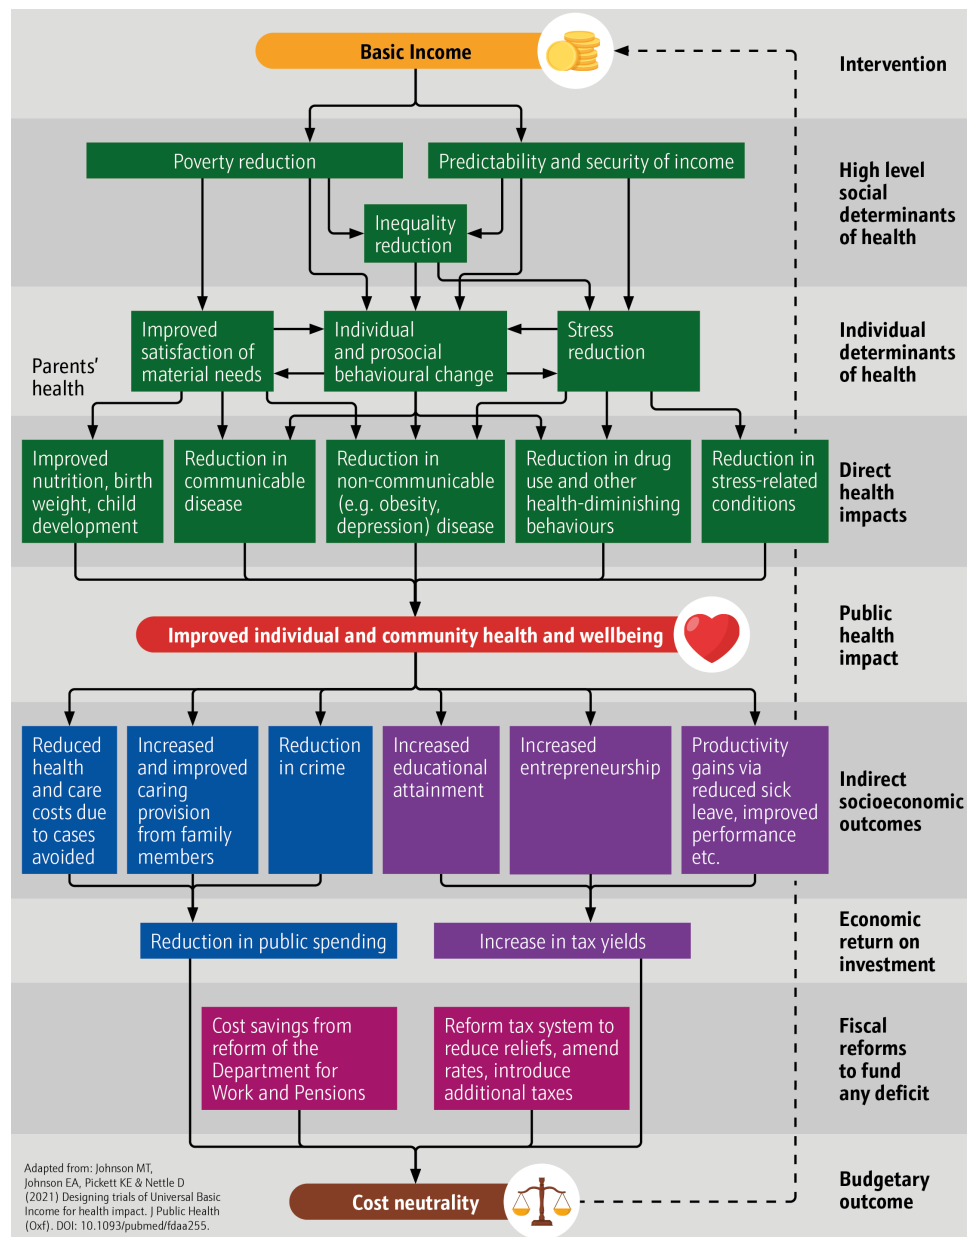 Basic Income
Intervention
Poverty reduction
Predictability and security of income
High level
social
determinants
of health
Inequality
reduction
Parents’
health
Improved
satisfaction of
material needs
Individual
and prosocial
behavioural change
Stress
reduction
Individual
determinants
of health
Improved
nutrition, birth
weight, child
development
Reduction in
communicable
disease
Reduction in
non-communicable
(e.g. obesity,
depression) disease
Reduction in drug
use and other
health-diminishing
behaviours
Reduction in
stress-related
conditions
Direct
health
impacts
Improved individual and community health and wellbeing
Public
health
impact
Reduced
health
and care
costs due
to cases
avoided
Increased
and improved
caring
provision
from family
members
Reduction
in crime
Increased
educational
attainment
Increased
entrepreneurship
Productivity
gains via
reduced sick
leave, improved
performance
etc.
Indirect
socioeconomic
outcomes
Reduction in public spending
Increase in tax yields
Economic
return on
investment
Cost savings from
reform of the
Department for
Work and Pensions
Reform tax system to
reduce reliefs, amend
rates, introduce
additional taxes
Fiscal
reforms
to fund
any deficit
Adapted from: Johnson MT,
Johnson EA, Pickett KE & Nettle D
(2021) Designing trials of Universal Basic
Income for health impact. J Public Health
(Oxf). DOI: 10.1093/pubmed/fdaa255.
Cost neutrality
Budgetary
outcome